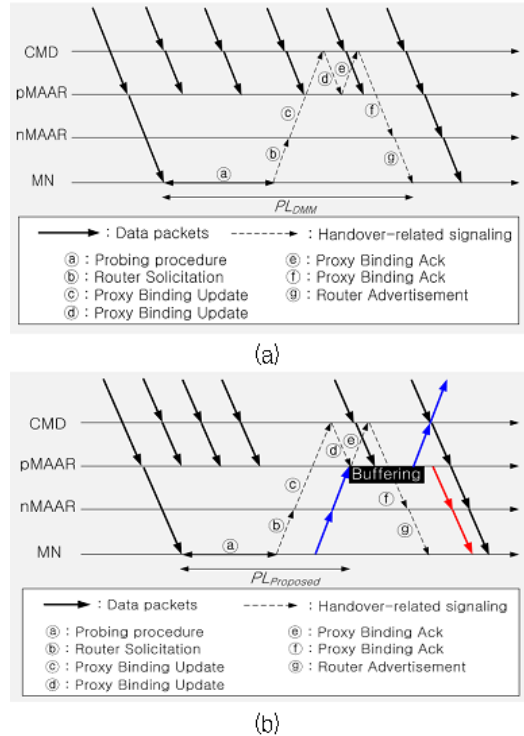 CMD
pMAAR
nMAAR
MN
ⓐ
ⓑ
ⓒ
ⓓ
ⓔ
ⓕ
ⓖ
PL_DMM
: Data packets
: Handover-related signaling
ⓐ : Probing procedure
ⓑ : Router Solicitation
ⓒ : Proxy Binding Update
ⓓ : Proxy Binding Update
ⓔ : Proxy Binding Ack
ⓕ : Proxy Binding Ack
ⓖ : Router Advertisement
(a)
CMD
pMAAR
nMAAR
MN
ⓐ
ⓑ
ⓒ
ⓓ
ⓔ
Buffering
ⓕ
ⓖ
PL_Proposed
: Data packets
: Handover-related signaling
ⓐ : Probing procedure
ⓑ : Router Solicitation
ⓒ : Proxy Binding Update
ⓓ : Proxy Binding Update
ⓔ : Proxy Binding Ack
ⓕ : Proxy Binding Ack
ⓖ : Router Advertisement
(b)